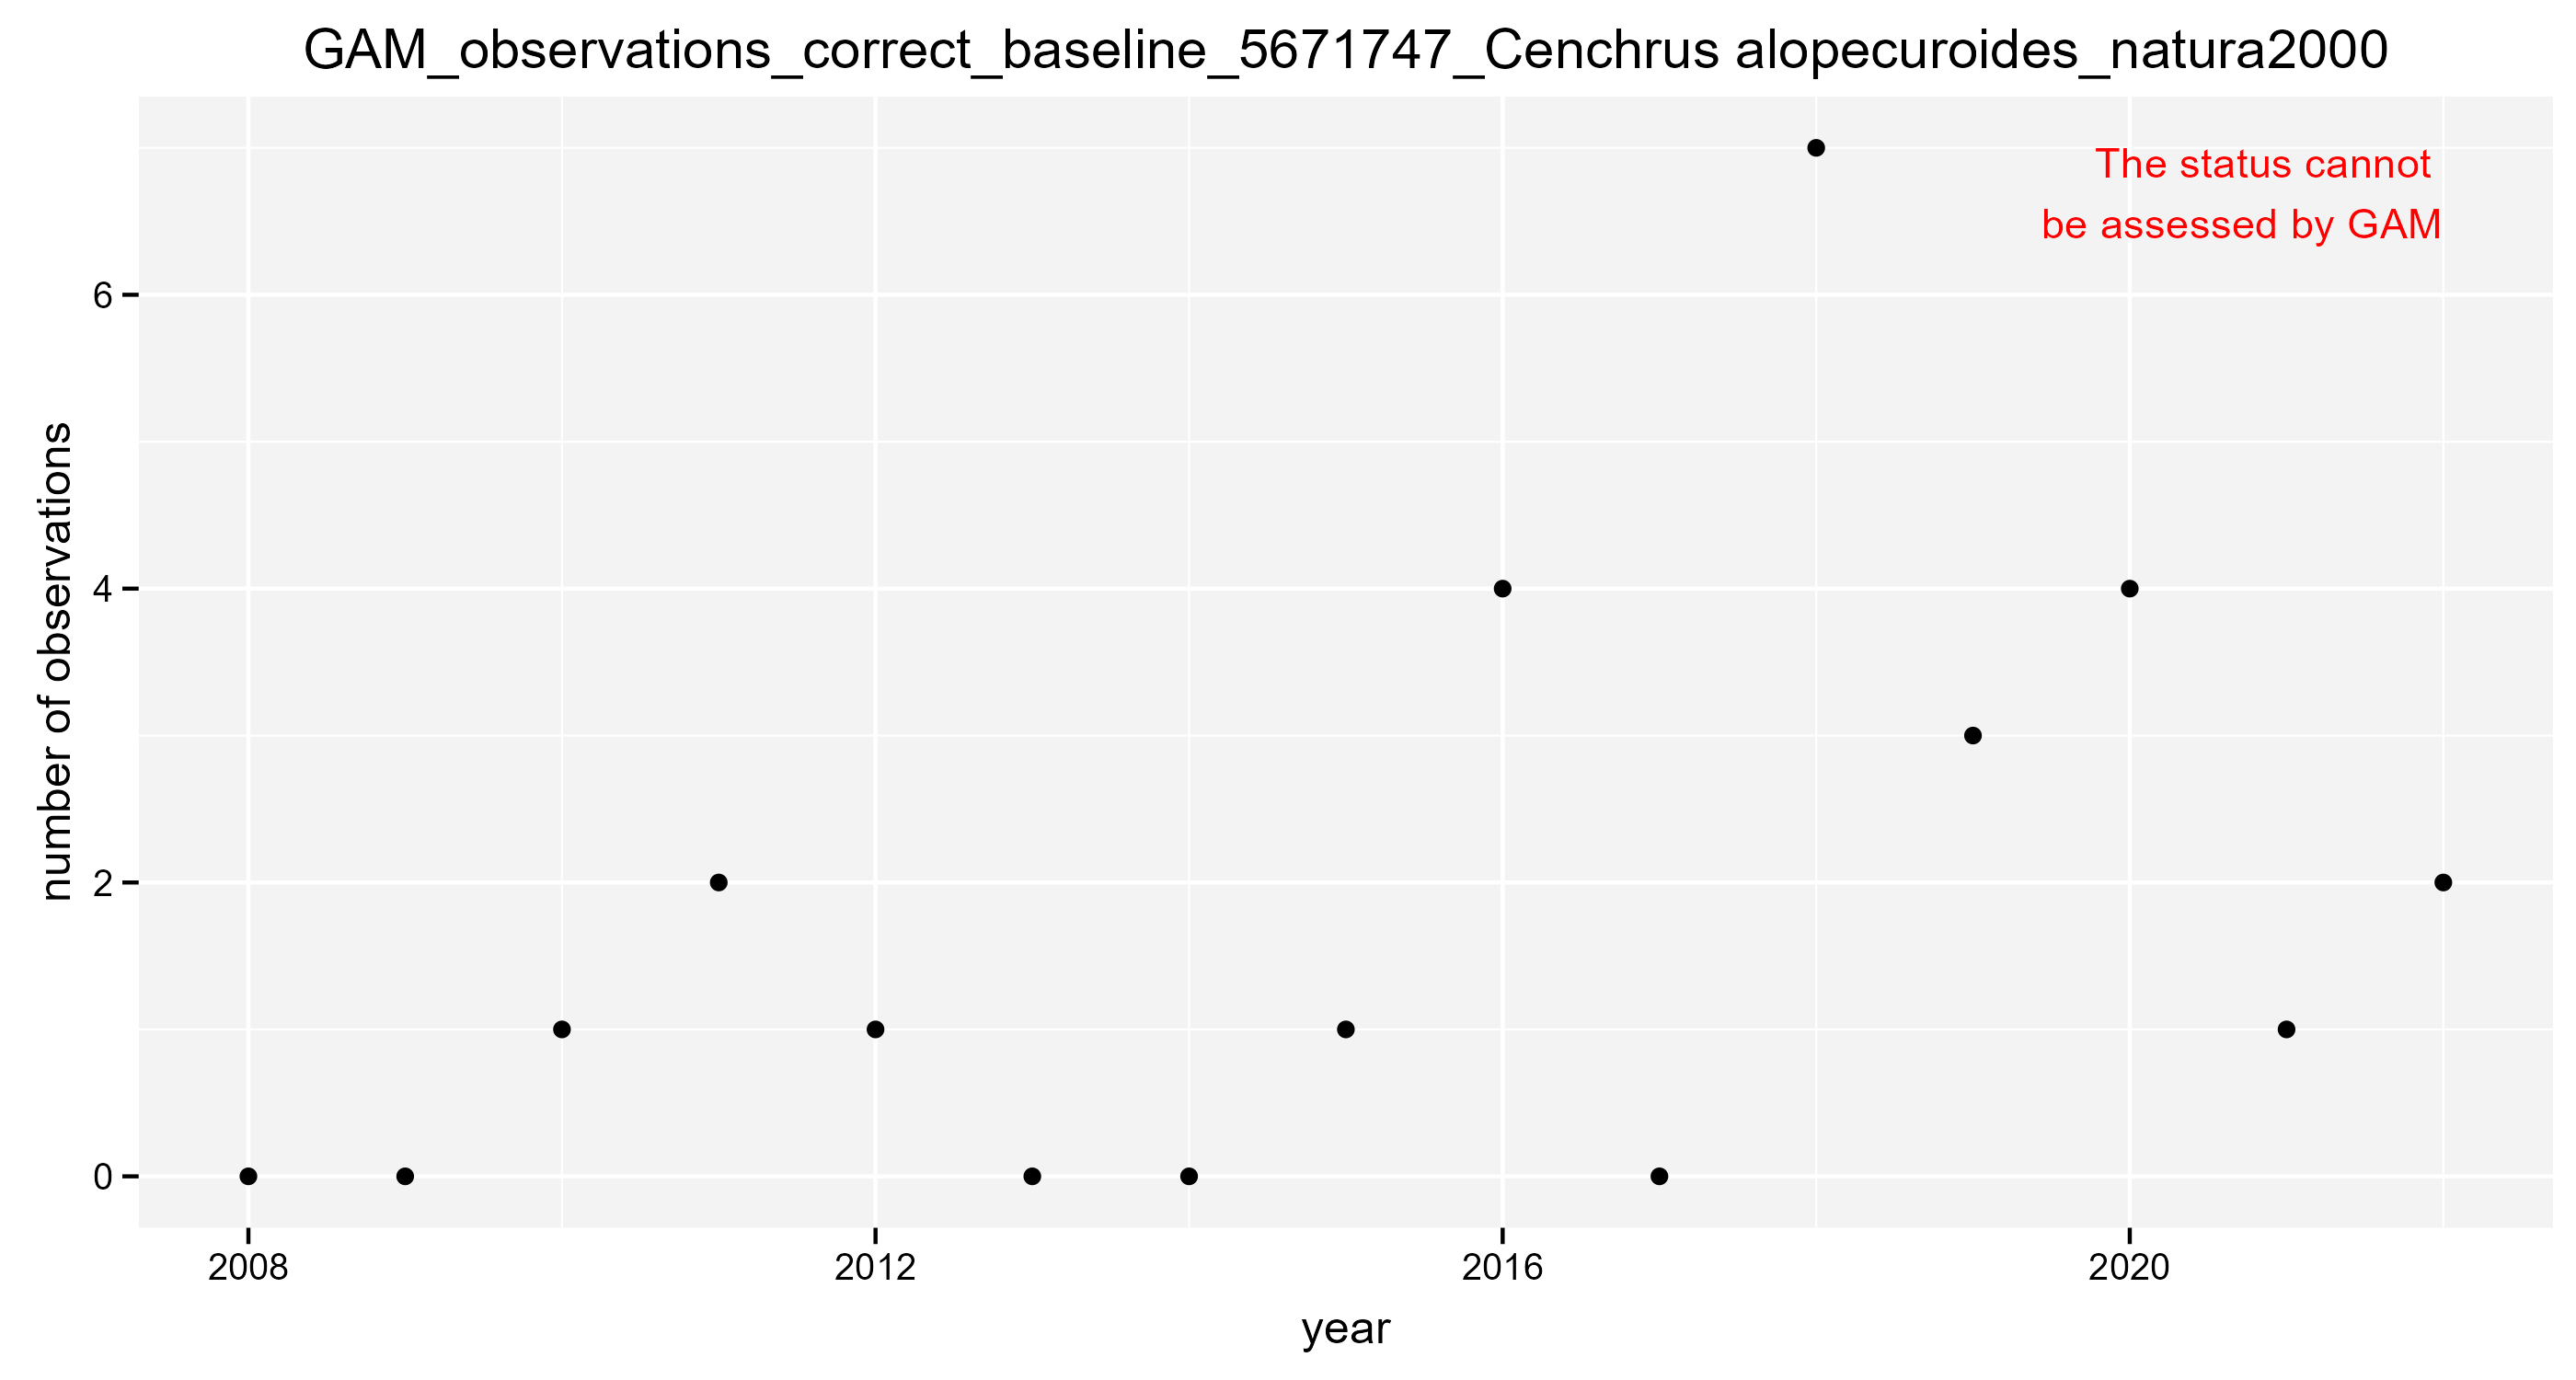 GAM_observations_correct_baseline_5671747_Cenchrus alopecuroides_natura2000
The status cannot
be assessed by GAM
number of observations
6
4
2
0
2008
2012
2016
2020
year